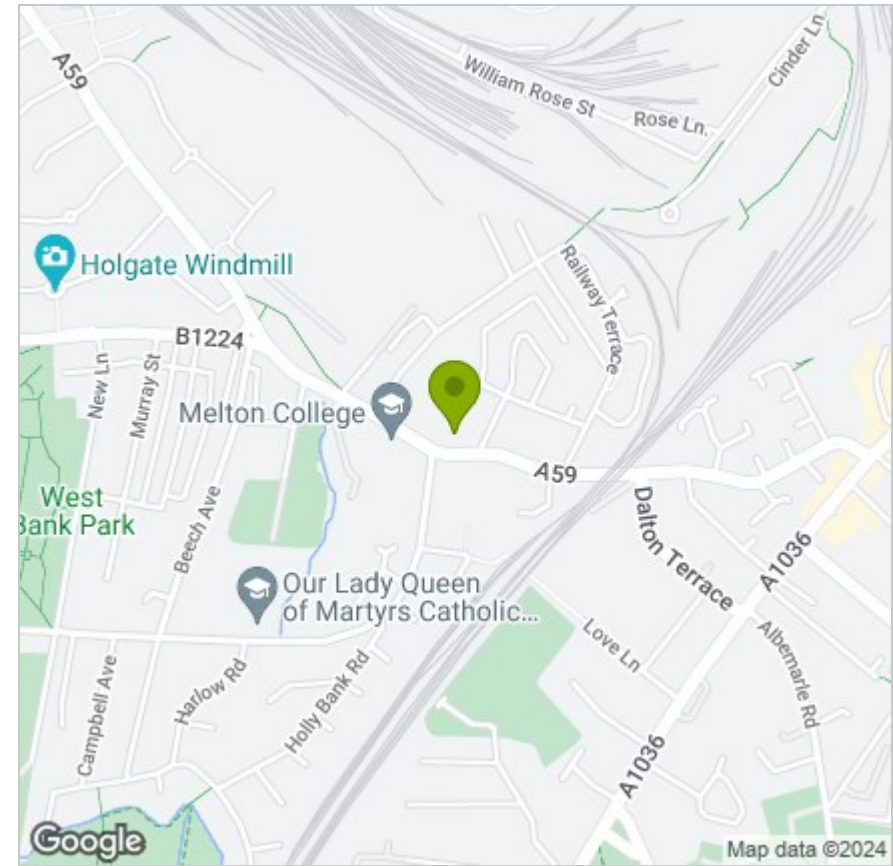 A59
William Rose St
Rose Ln.
Cinder Ln
Holgate Windmill
Railway Terrace
B1224
New Ln
Murray St
Melton College
A59
West
Bank Park
Beech Ave
Dalton Terrace
A1036
Our Lady Queen
of Martyrs Catholic...
Love Ln
Albemarle Rd
Campbell Ave
Harlow Rd
Holly Bank Rd
A1036
Google
Map data ©2024